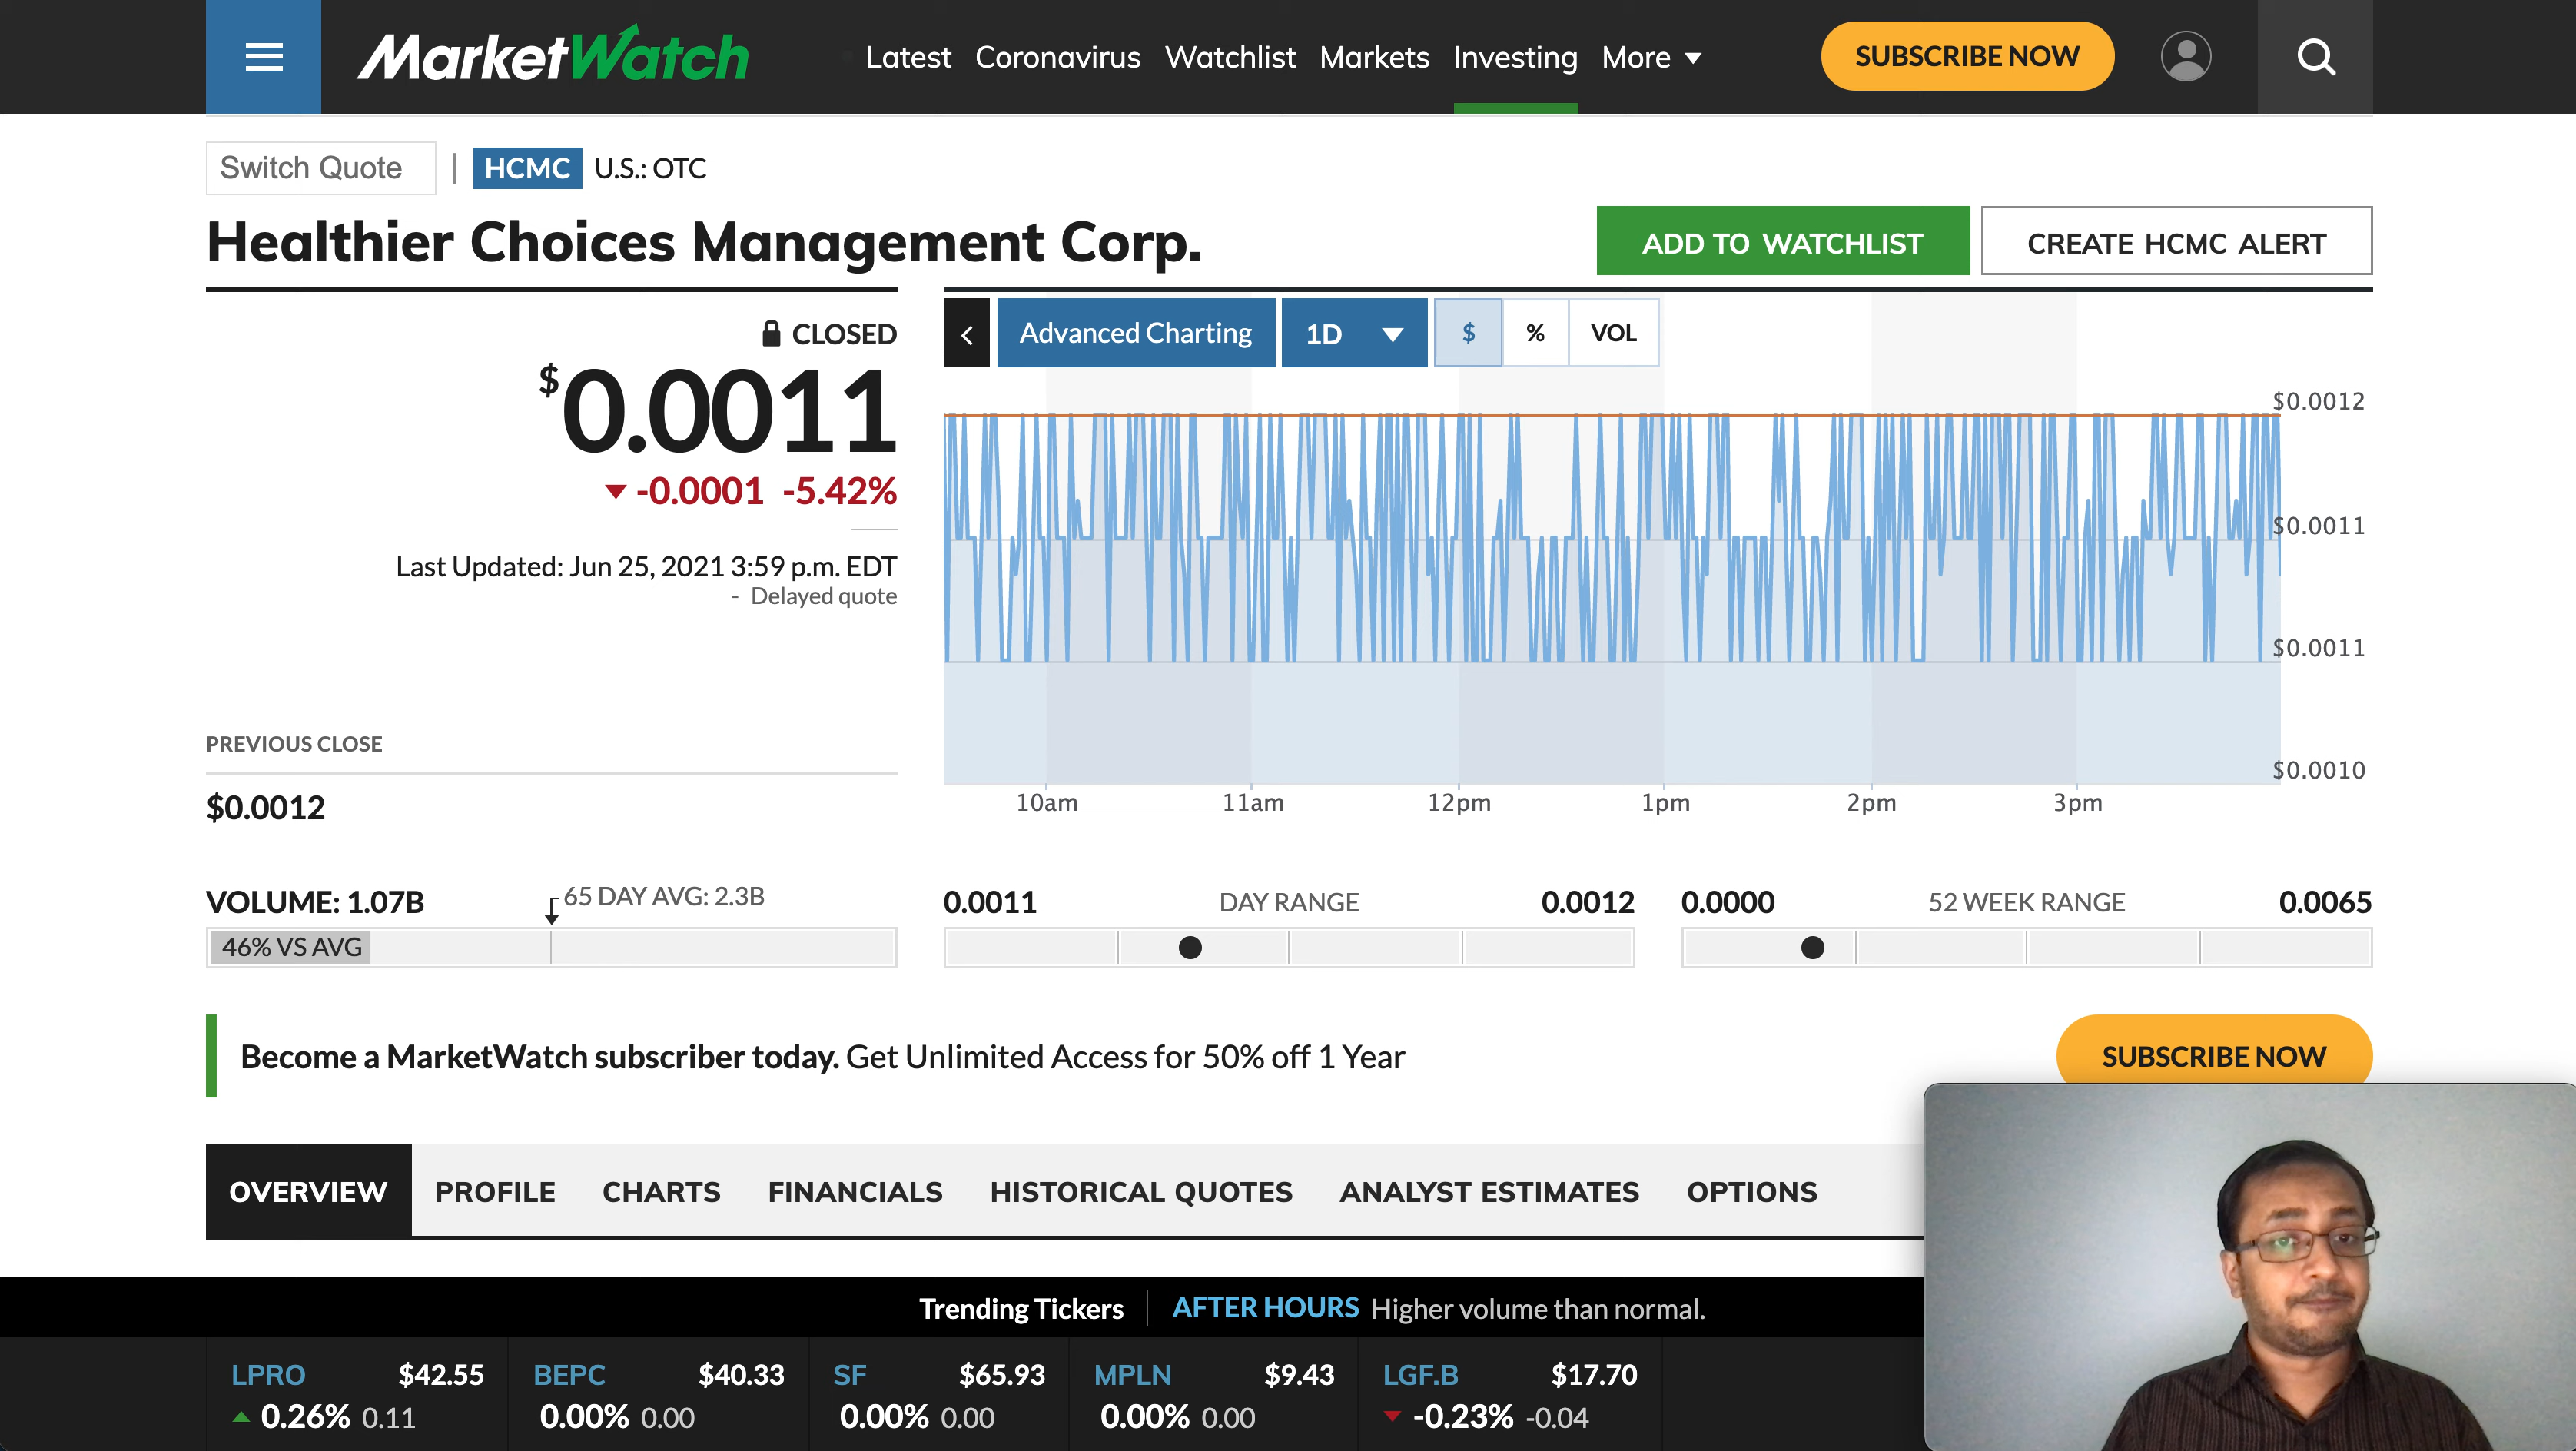 MarketWatch
Latest Coronavirus Watchlist Markets Investing More
SUBSCRIBE NOW
Switch Quote | HCMC U.S.: OTC
Healthier Choices Management Corp.
ADD TO WATCHLIST
CREATE HCMC ALERT
CLOSED
$0.0011
-0.0001 -5.42%
Last Updated: Jun 25, 2021 3:59 p.m. EDT
- Delayed quote
PREVIOUS CLOSE
$0.0012
Advanced Charting 1D $ % VOL
$0.0012
$0.0011
$0.0011
$0.0010
10am 11am 12pm 1pm 2pm 3pm
VOLUME: 1.07B 65 DAY AVG: 2.3B
46% VS AVG
0.0011 DAY RANGE 0.0012
0.0000 52 WEEK RANGE 0.0065
Become a MarketWatch subscriber today. Get Unlimited Access for 50% off 1 Year
SUBSCRIBE NOW
OVERVIEW PROFILE CHARTS FINANCIALS HISTORICAL QUOTES ANALYST ESTIMATES OPTIONS
Trending Tickers | AFTER HOURS Higher volume than normal.
LPRO $42.55
0.26% 0.11
BEPC $40.33
0.00% 0.00
SF $65.93
0.00% 0.00
MPLN $9.43
0.00% 0.00
LGF.B $17.70
-0.23% -0.04